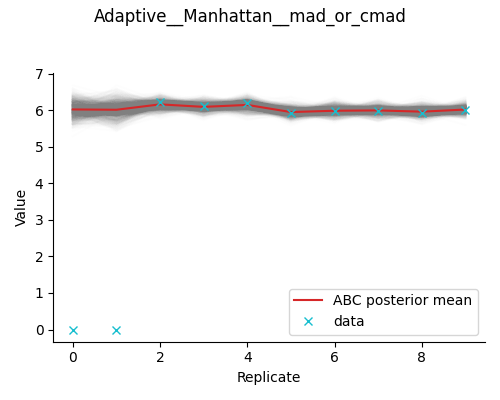 Adaptive__Manhattan__mad_or_cmad
7
6
5
4
3
2
1
0
Value
0 2 4 6 8
Replicate
ABC posterior mean
data